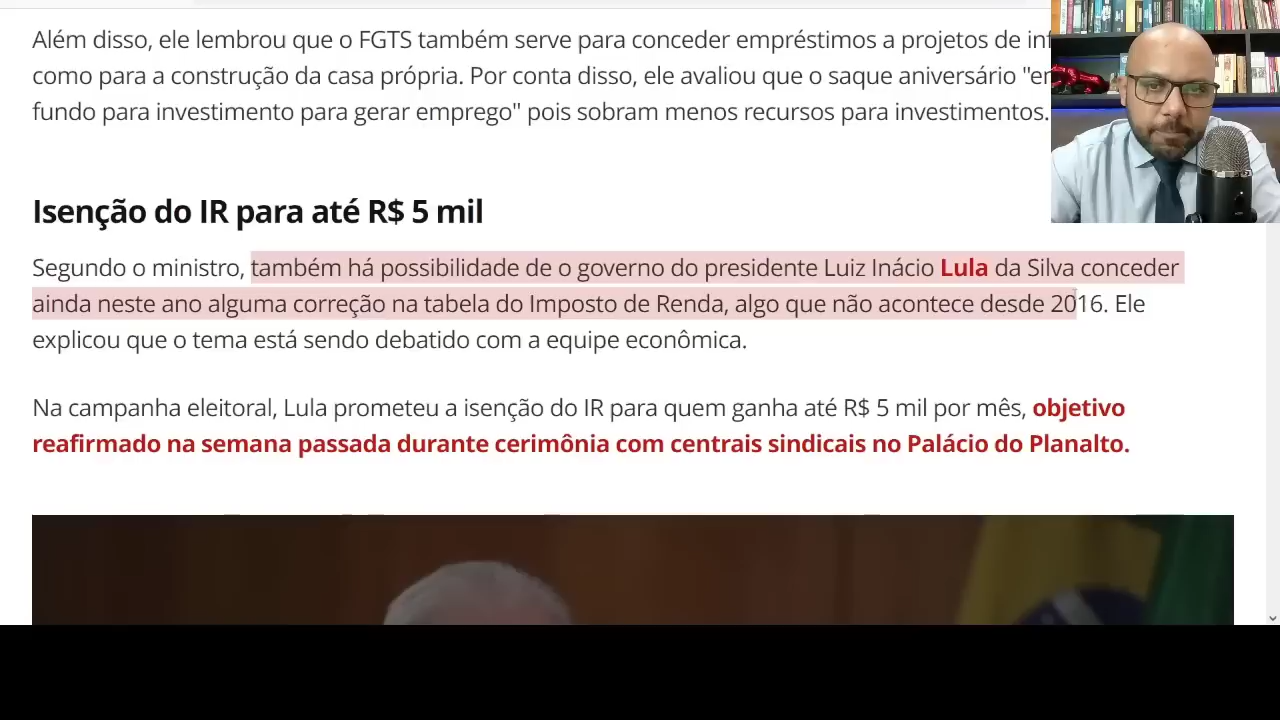 Além disso, ele lembrou que o FGTS também serve para conceder empréstimos a projetos de
como para a construção da casa própria. Por conta disso, ele avaliou que o saque aniversário
fundo para investimento para gerar emprego" pois sobram menos recursos para investimentos.
Isenção do IR para até R$ 5 mil
Segundo o ministro, também há possibilidade de o governo do presidente Luiz Inácio Lula da Silva conceder
ainda neste ano alguma correção na tabela do Imposto de Renda, algo que não acontece desde 2016. Ele
explicou que o tema está sendo debatido com a equipe econômica.
Na campanha eleitoral, Lula prometeu a isenção do IR para quem ganha até R$ 5 mil por mês, objetivo
reafirmado na semana passada durante cerimônia com centrais sindicais no Palácio do Planalto.